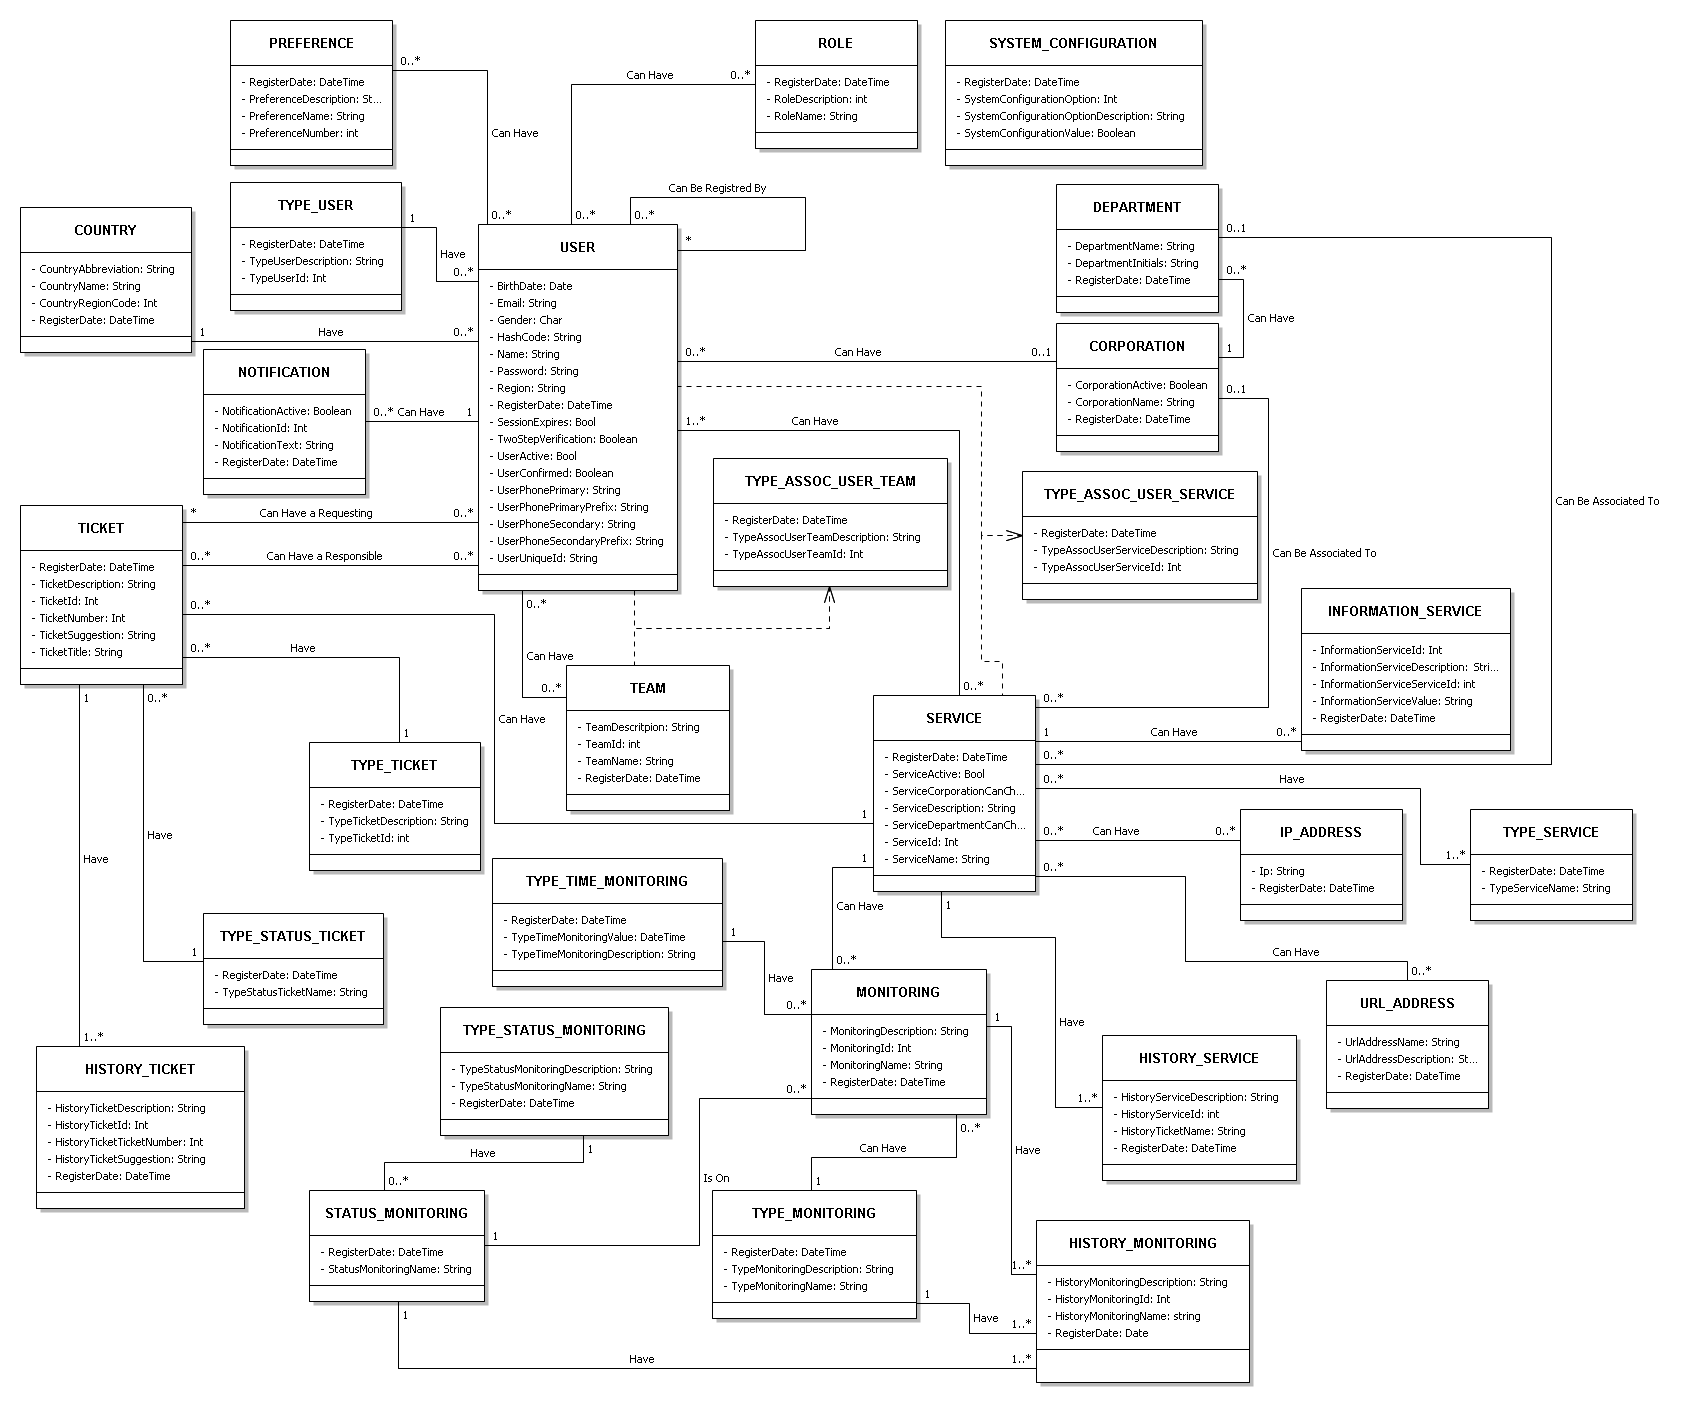 PREFERENCE
- RegisterDate: DateTime
- PreferenceDescription: St...
- PreferenceName: String
- PreferenceNumber: int
0..*
Can Have
0..*
ROLE
- RegisterDate: DateTime
- RoleDescription: int
- RoleName: String
Can Have
0..*
0..*
SYSTEM_CONFIGURATION
- RegisterDate: DateTime
- SystemConfigurationOption: Int
- SystemConfigurationOptionDescription: String
- SystemConfigurationValue: Boolean
TYPE_USER
- RegisterDate: DateTime
- TypeUserDescription: String
- TypeUserId: Int
1
Have
0..*
Can Be Registred By
0..*
*
COUNTRY
- CountryAbbreviation: String
- CountryName: String
- CountryRegionCode: Int
- RegisterDate: DateTime
1
Have
0..*
USER
- BirthDate: Date
- Email: String
- Gender: Char
- HashCode: String
- Name: String
- Password: String
- Region: String
- RegisterDate: DateTime
- SessionExpires: Bool
- TwoStepVerification: Boolean
- UserActive: Bool
- UserConfirmed: Boolean
- UserPhonePrimary: String
- UserPhonePrimaryPrefix: String
- UserPhoneSecondary: String
- UserPhoneSecondaryPrefix: String
- UserUniqueId: String
DEPARTMENT
- DepartmentName: String
- DepartmentInitials: String
- RegisterDate: DateTime
0..1
0..*
Can Have
1
CORPORATION
- CorporationActive: Boolean
- CorporationName: String
- RegisterDate: DateTime
0..*
Can Have
0..1
0..1
NOTIFICATION
- NotificationActive: Boolean
- NotificationId: Int
- NotificationText: String
- RegisterDate: DateTime
0..*
Can Have
1
1..*
Can Have
TYPE_ASSOC_USER_TEAM
- RegisterDate: DateTime
- TypeAssocUserTeamDescription: String
- TypeAssocUserTeamId: Int
TYPE_ASSOC_USER_SERVICE
- RegisterDate: DateTime
- TypeAssocUserServiceDescription: String
- TypeAssocUserServiceId: Int
Can Be Associated To
Can Be Associated To
TICKET
- RegisterDate: DateTime
- TicketDescription: String
- TicketId: Int
- TicketNumber: Int
- TicketSuggestion: String
- TicketTitle: String
*
Can Have a Requesting
0..*
0..*
Can Have a Responsible
0..*
0..*
0..*
Have
1
0..*
0..*
Can Have
0..*
Can Have
TEAM
- TeamDescritpion: String
- TeamId: int
- TeamName: String
- RegisterDate: DateTime
INFORMATION_SERVICE
- InformationServiceId: Int
- InformationServiceDescription: Stri...
- InformationServiceServiceId: int
- InformationServiceValue: String
- RegisterDate: DateTime
0..*
SERVICE
- RegisterDate: DateTime
- ServiceActive: Bool
- ServiceCorporationCanCh...
- ServiceDescription: String
- ServiceDepartmentCanCh...
- ServiceId: Int
- ServiceName: String
0..*
1
Can Have
0..*
0..*
0..*
Have
1..*
1
0..*
Can Have
0..*
1
0..*
TYPE_TICKET
- RegisterDate: DateTime
- TypeTicketDescription: String
- TypeTicketId: int
1
IP_ADDRESS
- Ip: String
- RegisterDate: DateTime
TYPE_SERVICE
- RegisterDate: DateTime
- TypeServiceName: String
Have
Have
TYPE_TIME_MONITORING
- RegisterDate: DateTime
- TypeTimeMonitoringValue: DateTime
- TypeTimeMonitoringDescription: String
1
Have
0..*
Can Have
0..*
1
TYPE_STATUS_TICKET
- RegisterDate: DateTime
- TypeStatusTicketName: String
1
Can Have
0..*
URL_ADDRESS
- UrlAddressName: String
- UrlAddressDescription: St...
- RegisterDate: DateTime
MONITORING
- MonitoringDescription: String
- MonitoringId: Int
- MonitoringName: String
- RegisterDate: DateTime
1
0..*
0..*
TYPE_STATUS_MONITORING
- TypeStatusMonitoringDescription: String
- TypeStatusMonitoringName: String
- RegisterDate: DateTime
Have
1..*
HISTORY_SERVICE
- HistoryServiceDescription: String
- HistoryServiceId: int
- HistoryTicketName: String
- RegisterDate: DateTime
1..*
HISTORY_TICKET
- HistoryTicketDescription: String
- HistoryTicketId: Int
- HistoryTicketTicketNumber: Int
- HistoryTicketSuggestion: String
- RegisterDate: DateTime
Have
1
0..*
Can Have
1
Have
Is On
STATUS_MONITORING
- RegisterDate: DateTime
- StatusMonitoringName: String
1
1
TYPE_MONITORING
- RegisterDate: DateTime
- TypeMonitoringDescription: String
- TypeMonitoringName: String
1
Have
1..*
1..*
HISTORY_MONITORING
- HistoryMonitoringDescription: String
- HistoryMonitoringId: Int
- HistoryMonitoringName: string
- RegisterDate: Date
Have
1..*